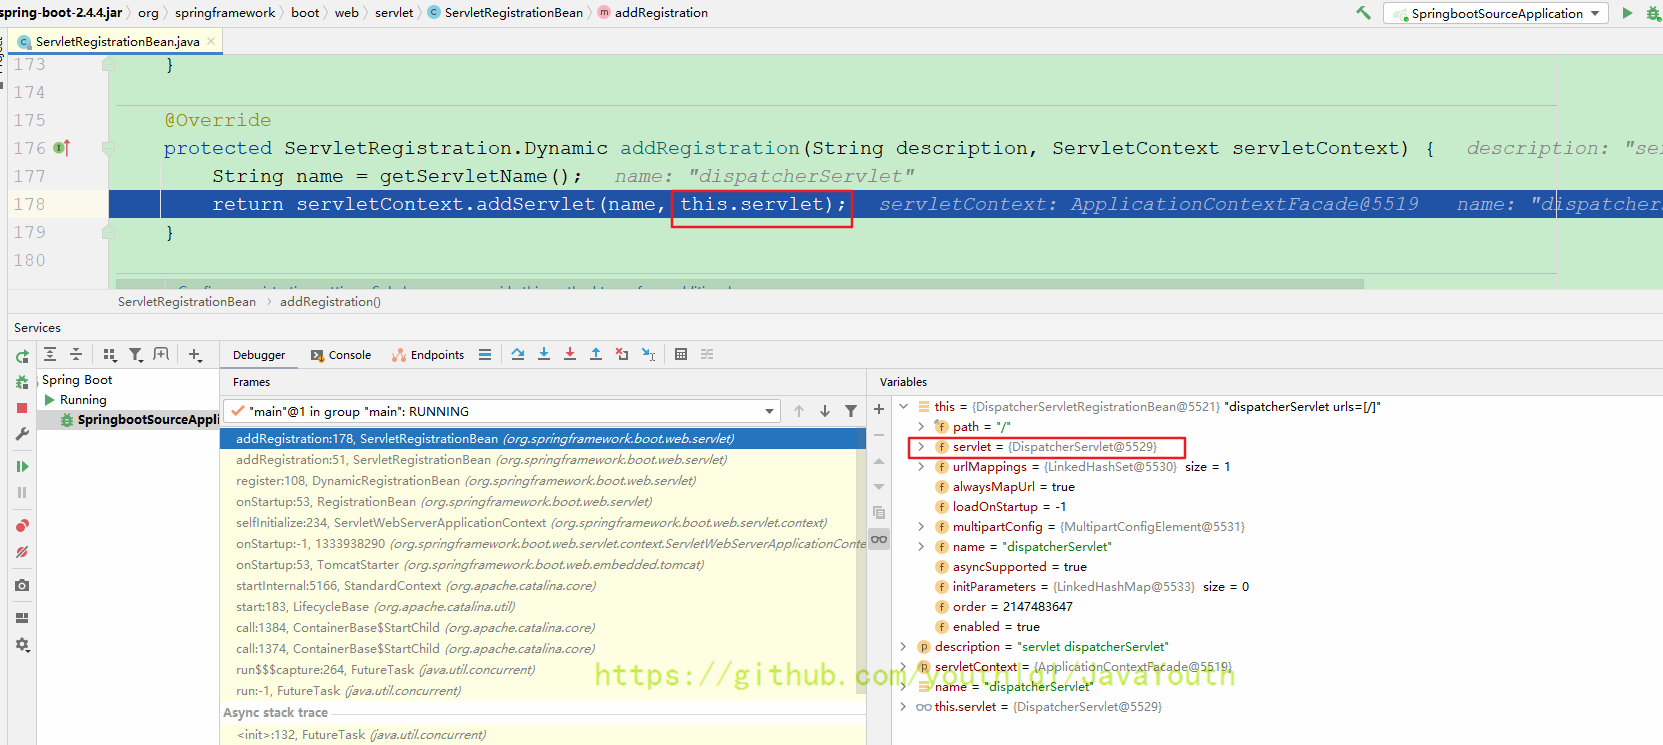 spring-boot-2.4.4.jar org springframework boot web servlet ServletRegistrationBean addRegistration SpringbootSourceApplication
ServletRegistrationBean.java
173 }
174
175 @Override
176 protected ServletRegistration.Dynamic addRegistration(String description, ServletContext servletContext) { description: "se
177 String name = getServletName(); name: "dispatcherServlet"
178 return servletContext.addServlet(name, this.servlet); servletContext: ApplicationContextFacade@5519 name: "dispatchers
179 }
180
ServletRegistrationBean addRegistration()
Services
Debugger Console Endpoints
Spring Boot
Running
SpringbootSourceAppli
Frames
"main"@1 in group "main": RUNNING
addRegistration:178, ServletRegistrationBean (org.springframework.boot.web.servlet)
addRegistration:51, ServletRegistrationBean (org.springframework.boot.web.servlet)
register:108, DynamicRegistrationBean (org.springframework.boot.web.servlet)
onStartup:53, RegistrationBean (org.springframework.boot.web.servlet)
selfInitialize:234, ServletWebServerApplicationContext (org.springframework.boot.web.servlet.context)
onStartup:-1, 1333938290 (org.springframework.boot.web.servlet.context.ServletWebServerApplicationConte
onStartup:53, TomcatStarter (org.springframework.boot.web.embedded.tomcat)
startInternal:5166, StandardContext (org.apache.catalina.core)
start:183, LifecycleBase (org.apache.catalina.util)
call:1384, ContainerBase$StartChild (org.apache.catalina.core)
call:1374, ContainerBase$StartChild (org.apache.catalina.core)
run$$$capture:264, FutureTask (java.util.concurrent)
run:-1, FutureTask (java.util.concurrent)
Async stack trace
<init>:132, FutureTask (java.util.concurrent)
Variables
this = {DispatcherServletRegistrationBean@5521} "dispatcherServlet urls=[/]"
path = "/"
servlet = {DispatcherServlet@5529}
urlMappings = {LinkedHashSet@5530} size = 1
alwaysMapUrl = true
loadOnStartup = -1
multipartConfig = {MultipartConfigElement@5531}
name = "dispatcherServlet"
asyncSupported = true
initParameters = {LinkedHashMap@5533} size = 0
order = 2147483647
enabled = true
description = "servlet dispatcherServlet"
servletContext = {ApplicationContextFacade@5519}
name = "dispatcherServlet"
this.servlet = {DispatcherServlet@5529}